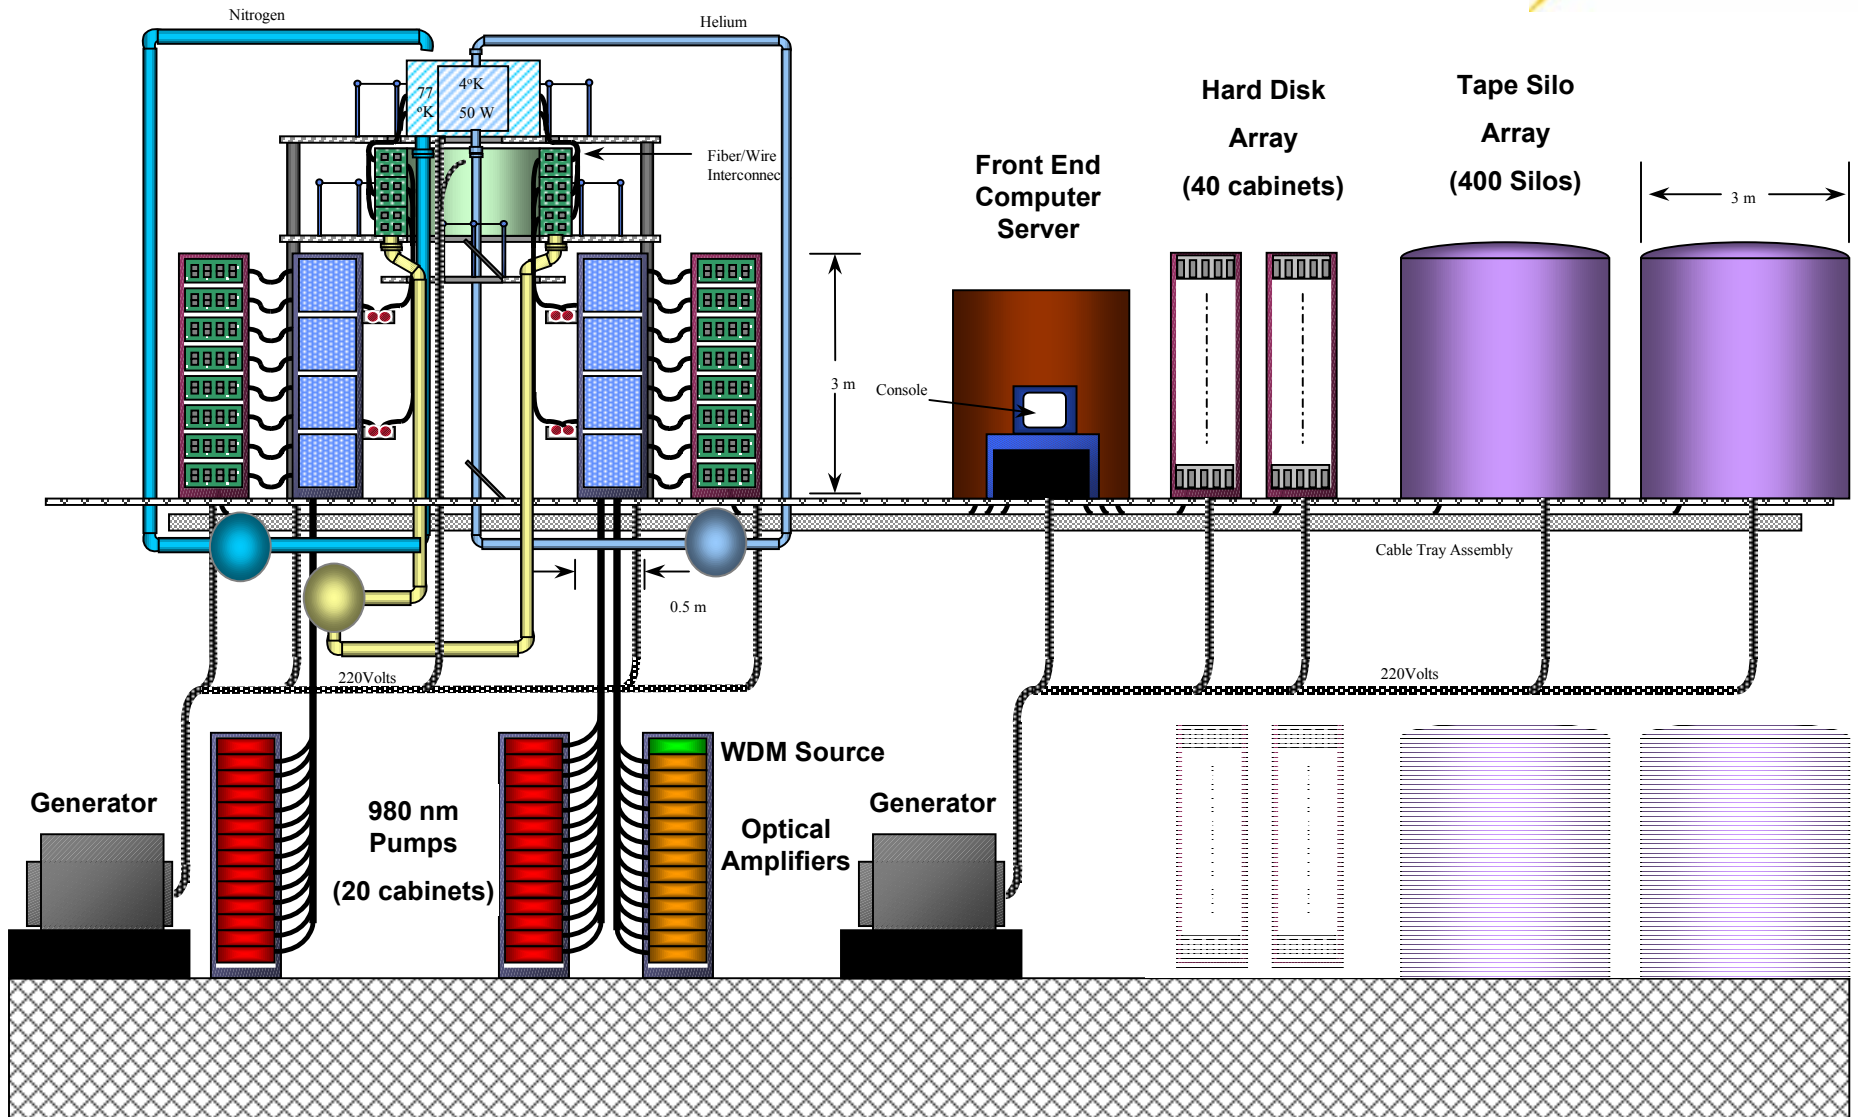 Nitrogen
Helium
77
°K
4°K
50 W
Fiber/Wire
Interconnec
Hard Disk
Array
(40 cabinets)
Tape Silo
Array
(400 Silos)
Front End
Computer
Server
3 m
3 m
Console
Cable Tray Assembly
0.5 m
220Volts
220Volts
Generator
980 nm
Pumps
(20 cabinets)
WDM Source
Optical
Amplifiers
Generator